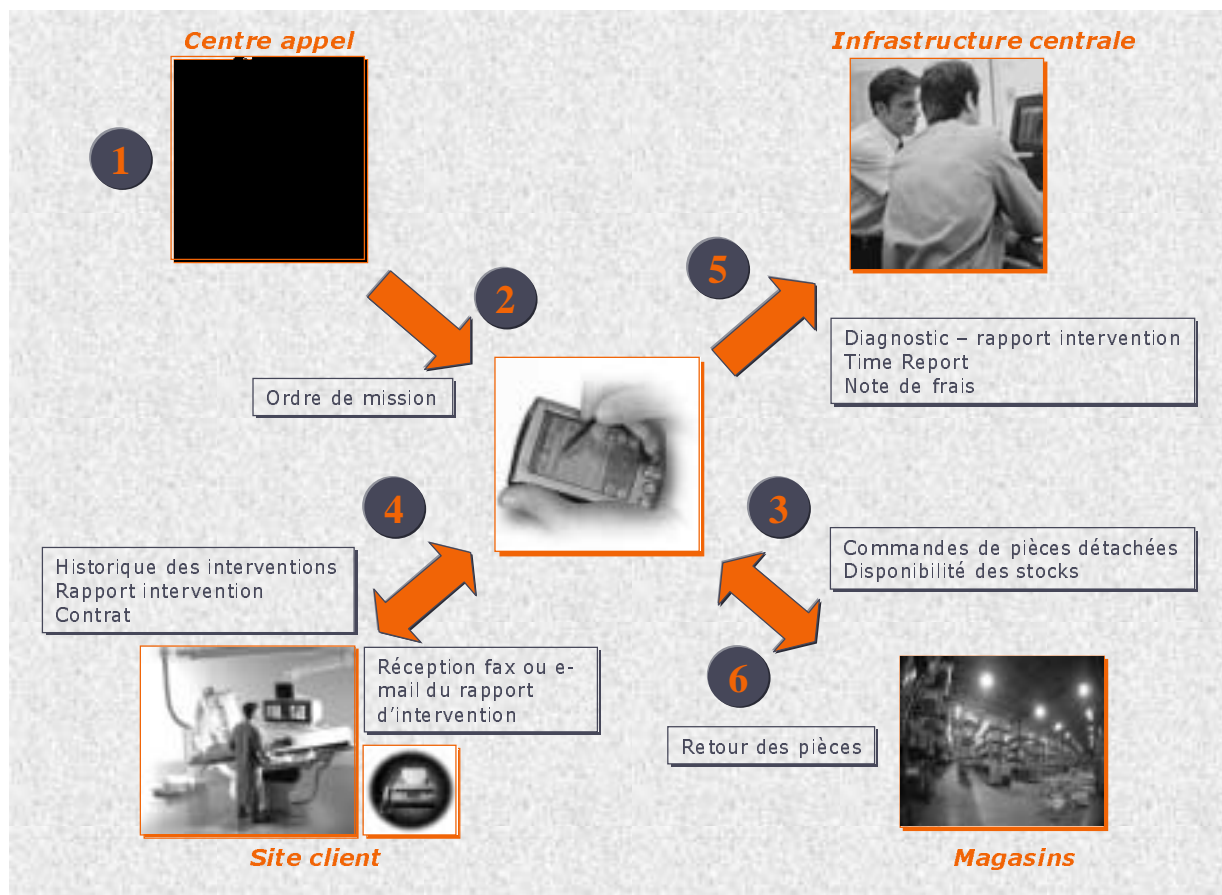 Centre appel
Infrastructure centrale
1
5
2
Diagnostic – rapport intervention
Time Report
Note de frais
Ordre de mission
4
3
Historique des interventions
Rapport intervention
Contrat
Commandes de pièces détachées
Disponibilité des stocks
Réception fax ou e-
mail du rapport
d'intervention
6
Retour des pièces
Site client
Magasins